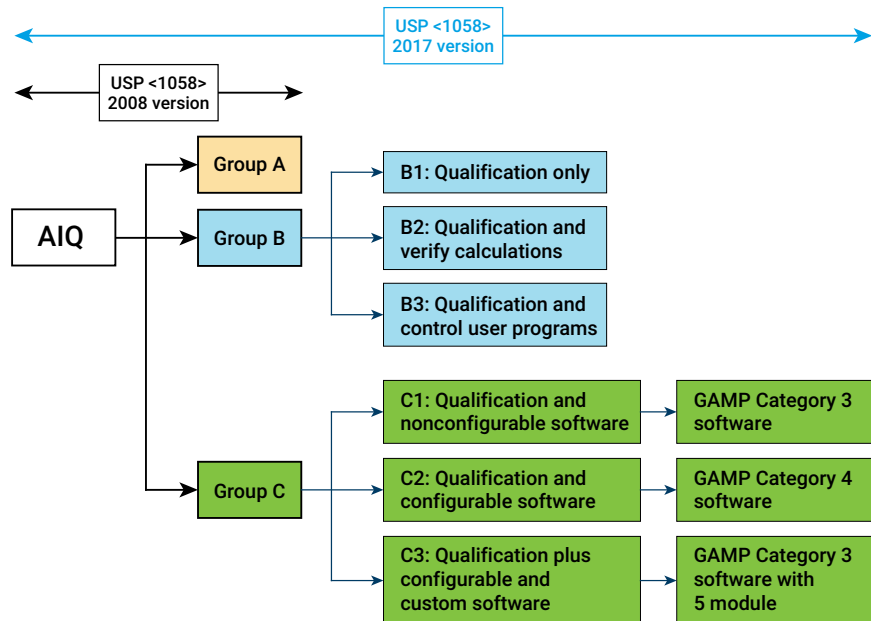 USP <1058>
2017 version
USP <1058>
2008 version
AIQ
Group A
Group B
B1: Qualification only
B2: Qualification and
verify calculations
B3: Qualification and
control user programs
Group C
C1: Qualification and
nonconfigurable software
GAMP Category 3
software
C2: Qualification and
configurable software
GAMP Category 4
software
C3: Qualification plus
configurable and
custom software
GAMP Category 3
software with
5 module